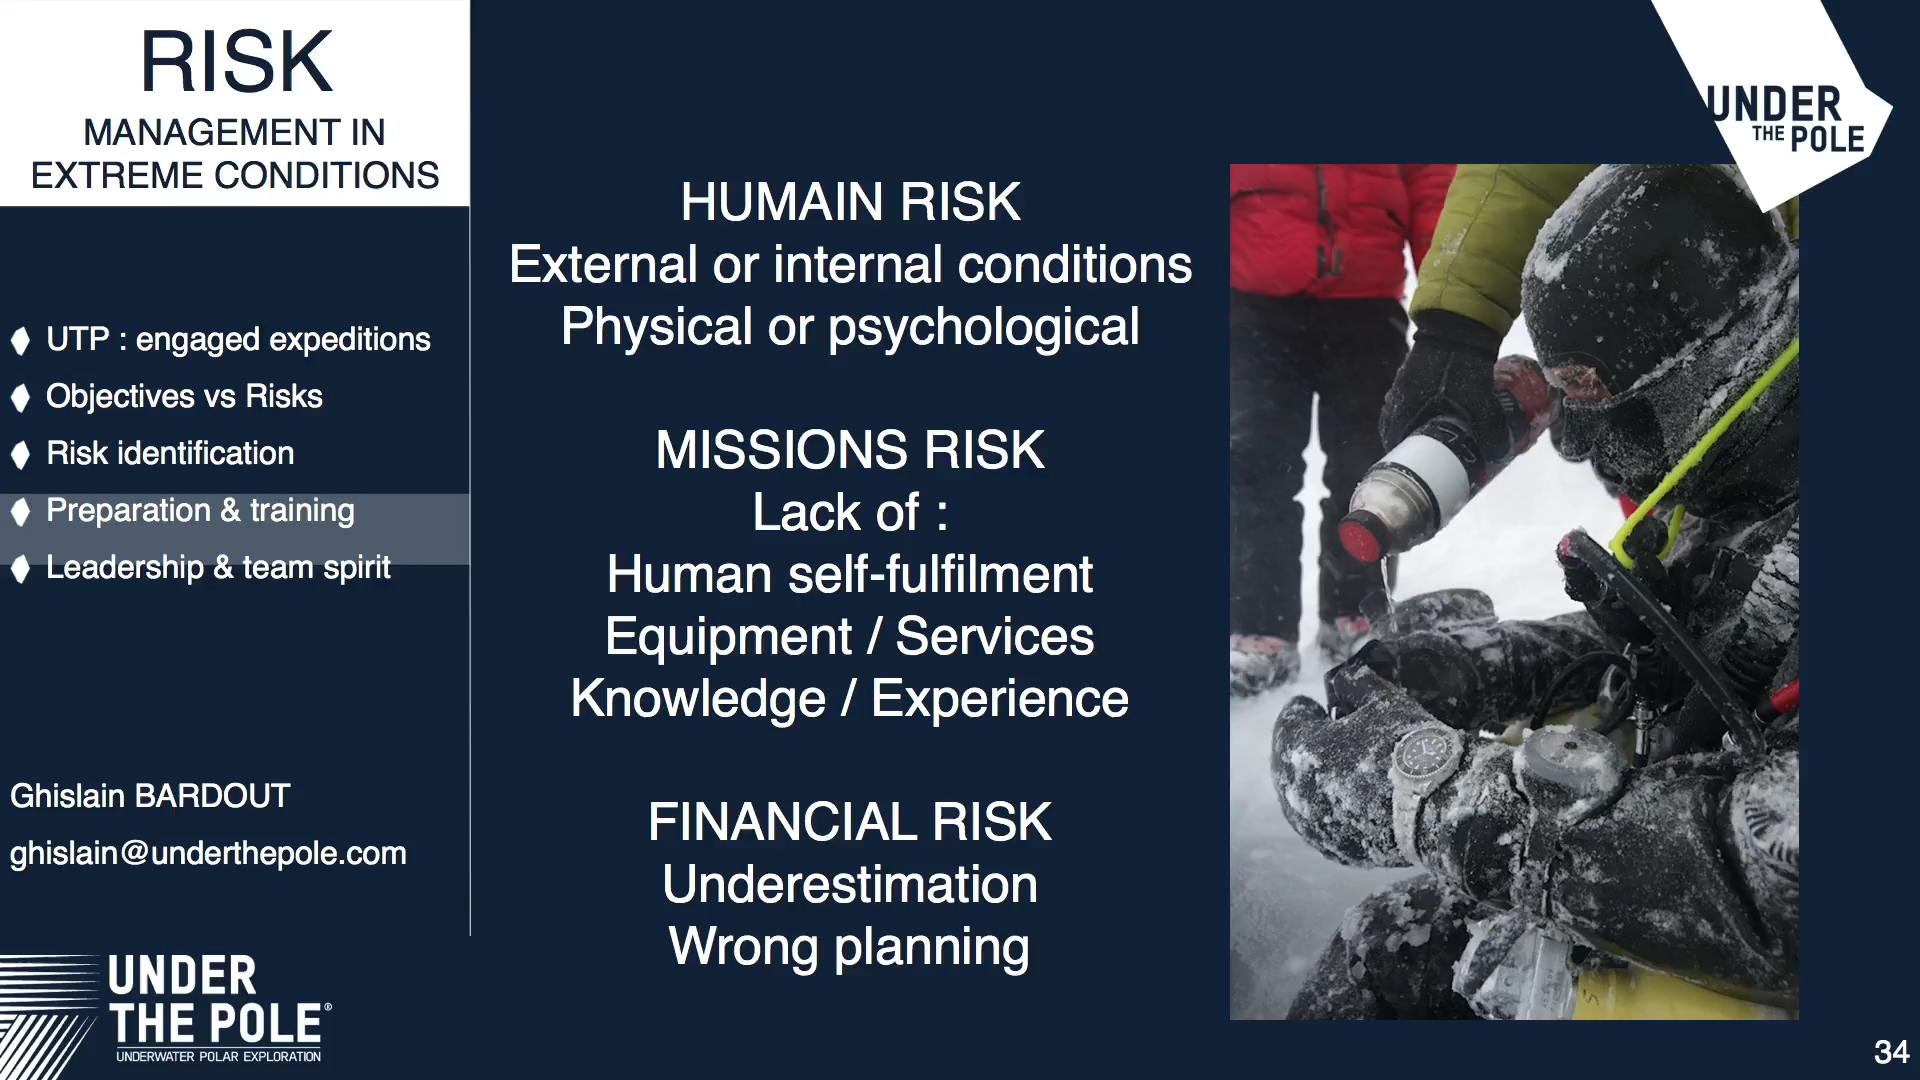 RISK
MANAGEMENT IN
EXTREME CONDITIONS
UTP : engaged expeditions
Objectives vs Risks
Risk identification
Preparation & training
Leadership & team spirit
Ghislain BARDOUT
ghislain@underthepole.com
UNDER
THE POLE®
UNDERWATER POLAR EXPLORATION
HUMAIN RISK
External or internal conditions
Physical or psychological
MISSIONS RISK
Lack of :
Human self-fulfilment
Equipment / Services
Knowledge / Experience
FINANCIAL RISK
Underestimation
Wrong planning
UNDER
THE POLE
34